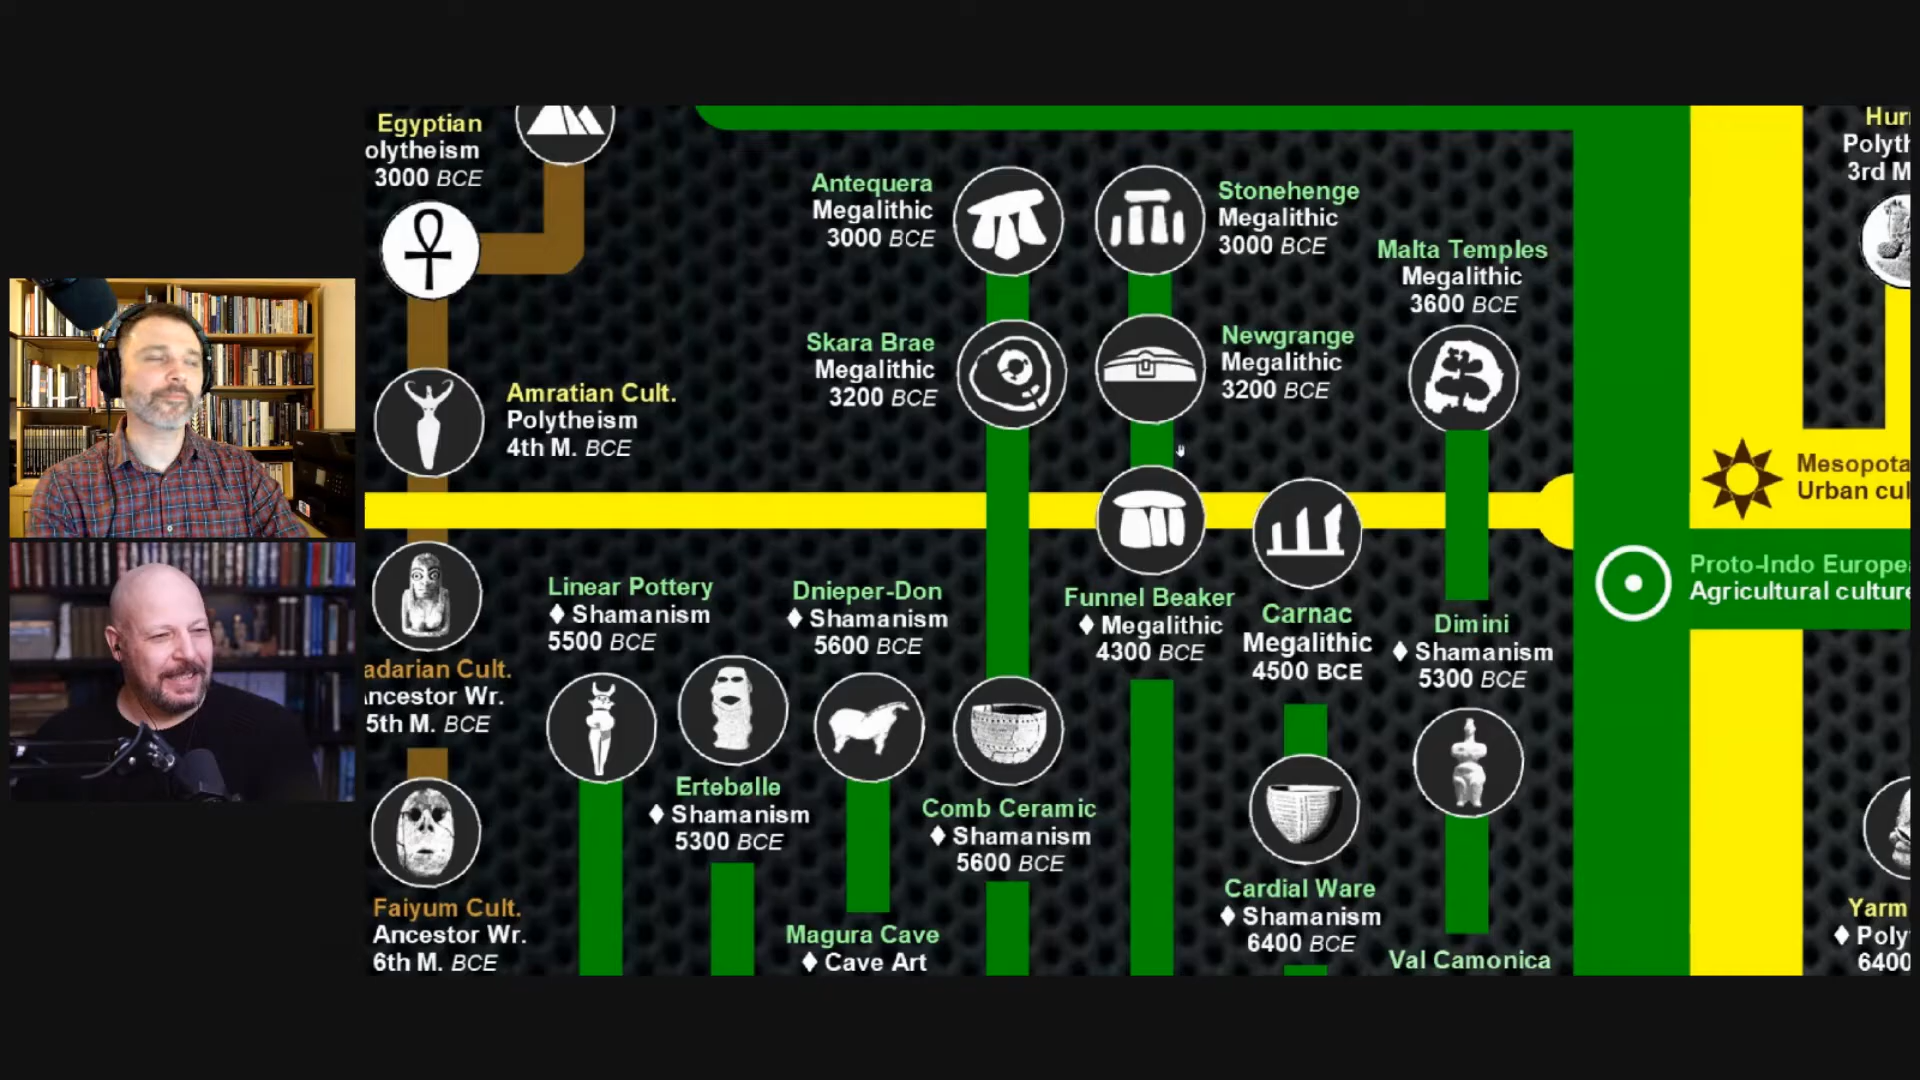 Egyptian
olytheism
3000 BCE
Antequera
Megalithic
3000 BCE
Stonehenge
Megalithic
3000 BCE
Malta Temples
Megalithic
3600 BCE
Hur
Polyth
3rd M
Skara Brae
Megalithic
3200 BCE
Newgrange
Megalithic
3200 BCE
Amratian Cult.
Polytheism
4th M. BCE
Mesopota
Urban cul
Proto-Indo Europe
Agricultural culture
Linear Pottery
♦ Shamanism
5500 BCE
Dnieper-Don
♦ Shamanism
5600 BCE
Funnel Beaker
♦ Megalithic
4300 BCE
Carnac
Megalithic
4500 BCE
Dimini
♦ Shamanism
5300 BCE
adarian Cult.
Ancestor Wr.
5th M. BCE
Ertebølle
♦ Shamanism
5300 BCE
Comb Ceramic
♦ Shamanism
5600 BCE
Cardial Ware
♦ Shamanism
6400 BCE
Faiyum Cult.
Ancestor Wr.
6th M. BCE
Magura Cave
♦ Cave Art
Val Camonica
Yarm
♦ Poly
6400